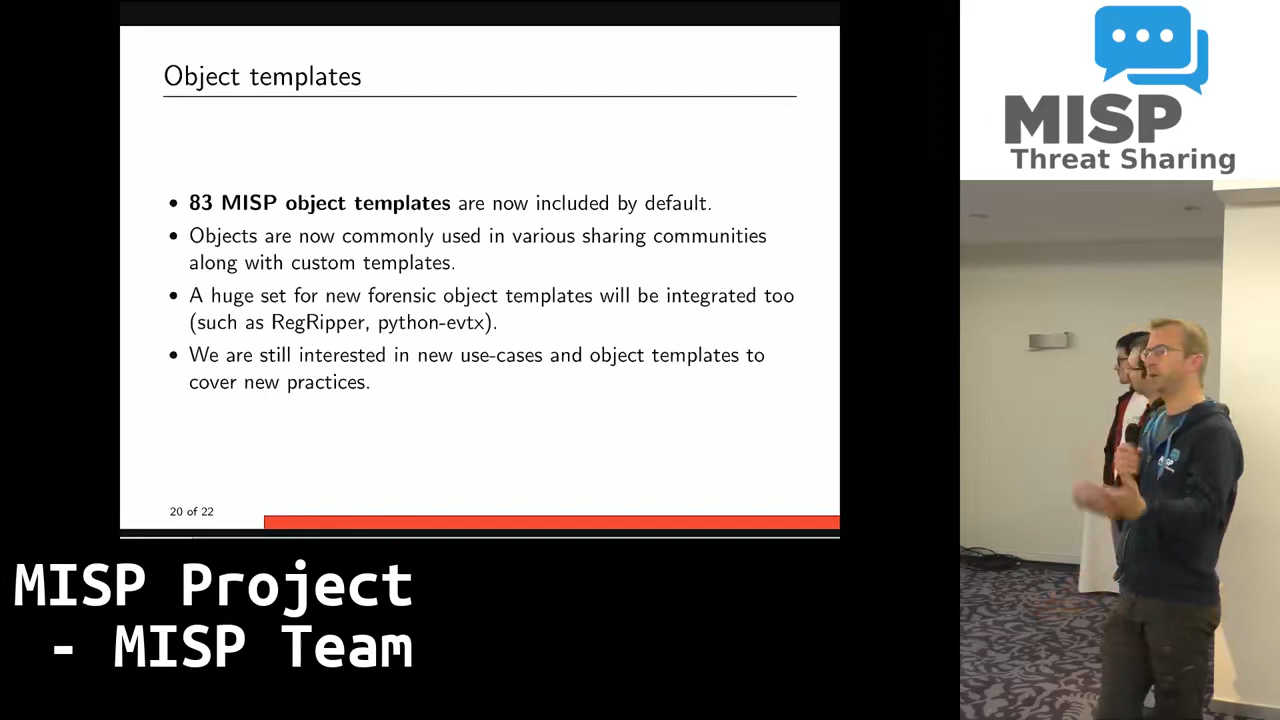 Object templates
• 83 MISP object templates are now included by default.
• Objects are now commonly used in various sharing communities
along with custom templates.
• A huge set for new forensic object templates will be integrated too
(such as RegRipper, python-evtx).
• We are still interested in new use-cases and object templates to
cover new practices.
20 of 22
MISP
Threat Sharing
MISP
MISP Project
- MISP Team